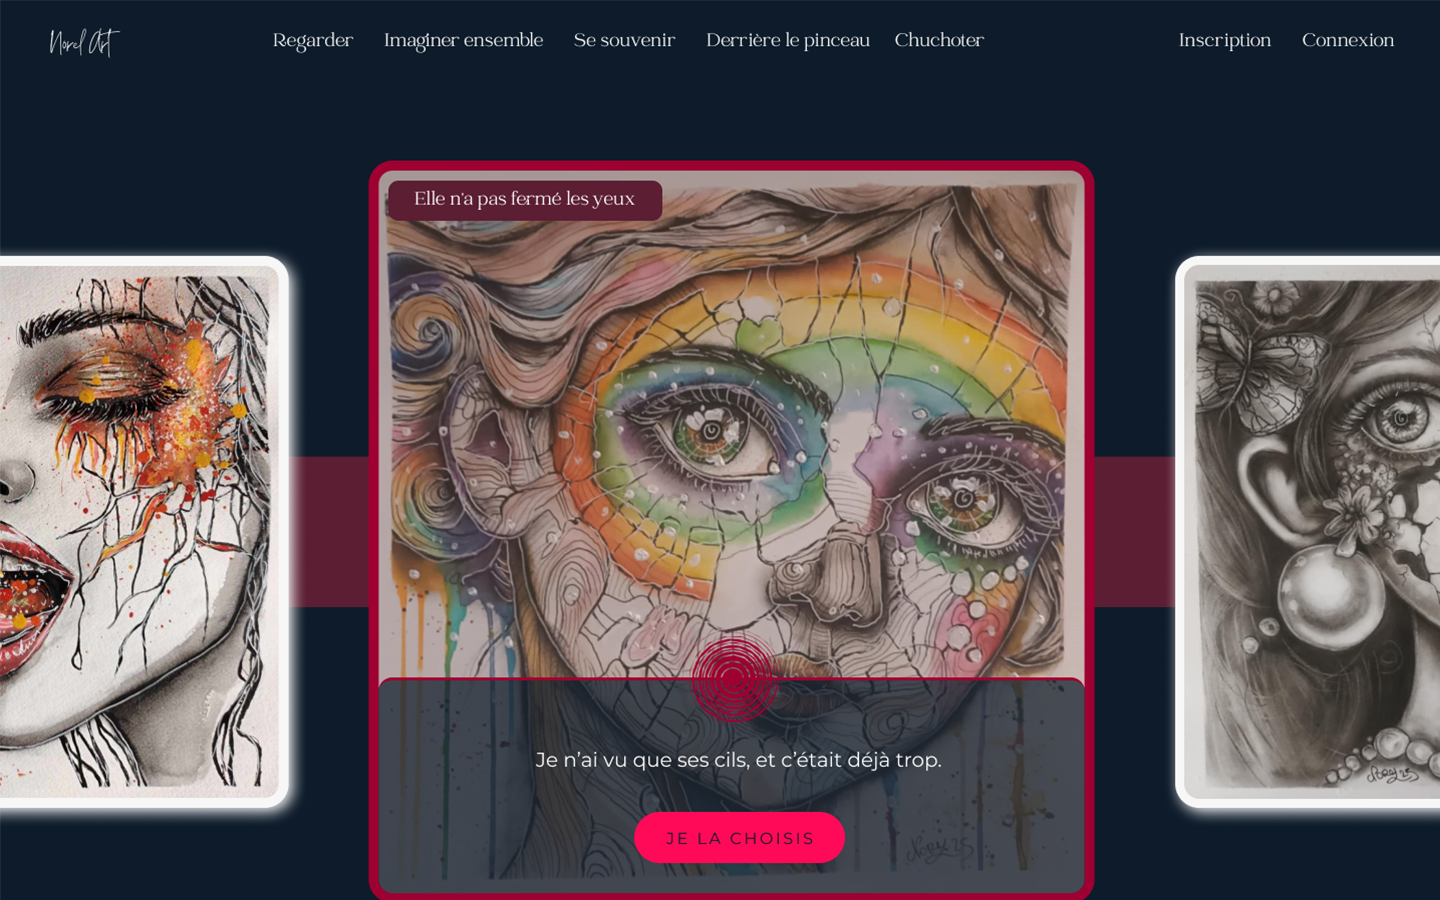 Norel Art
Regarder
Imaginer ensemble
Se souvenir
Derrière le pinceau
Chuchoter
Inscription
Connexion
Elle n'a pas fermé les yeux
Je n'ai vu que ses cils, et c'était déjà trop.
JE LA CHOISIS